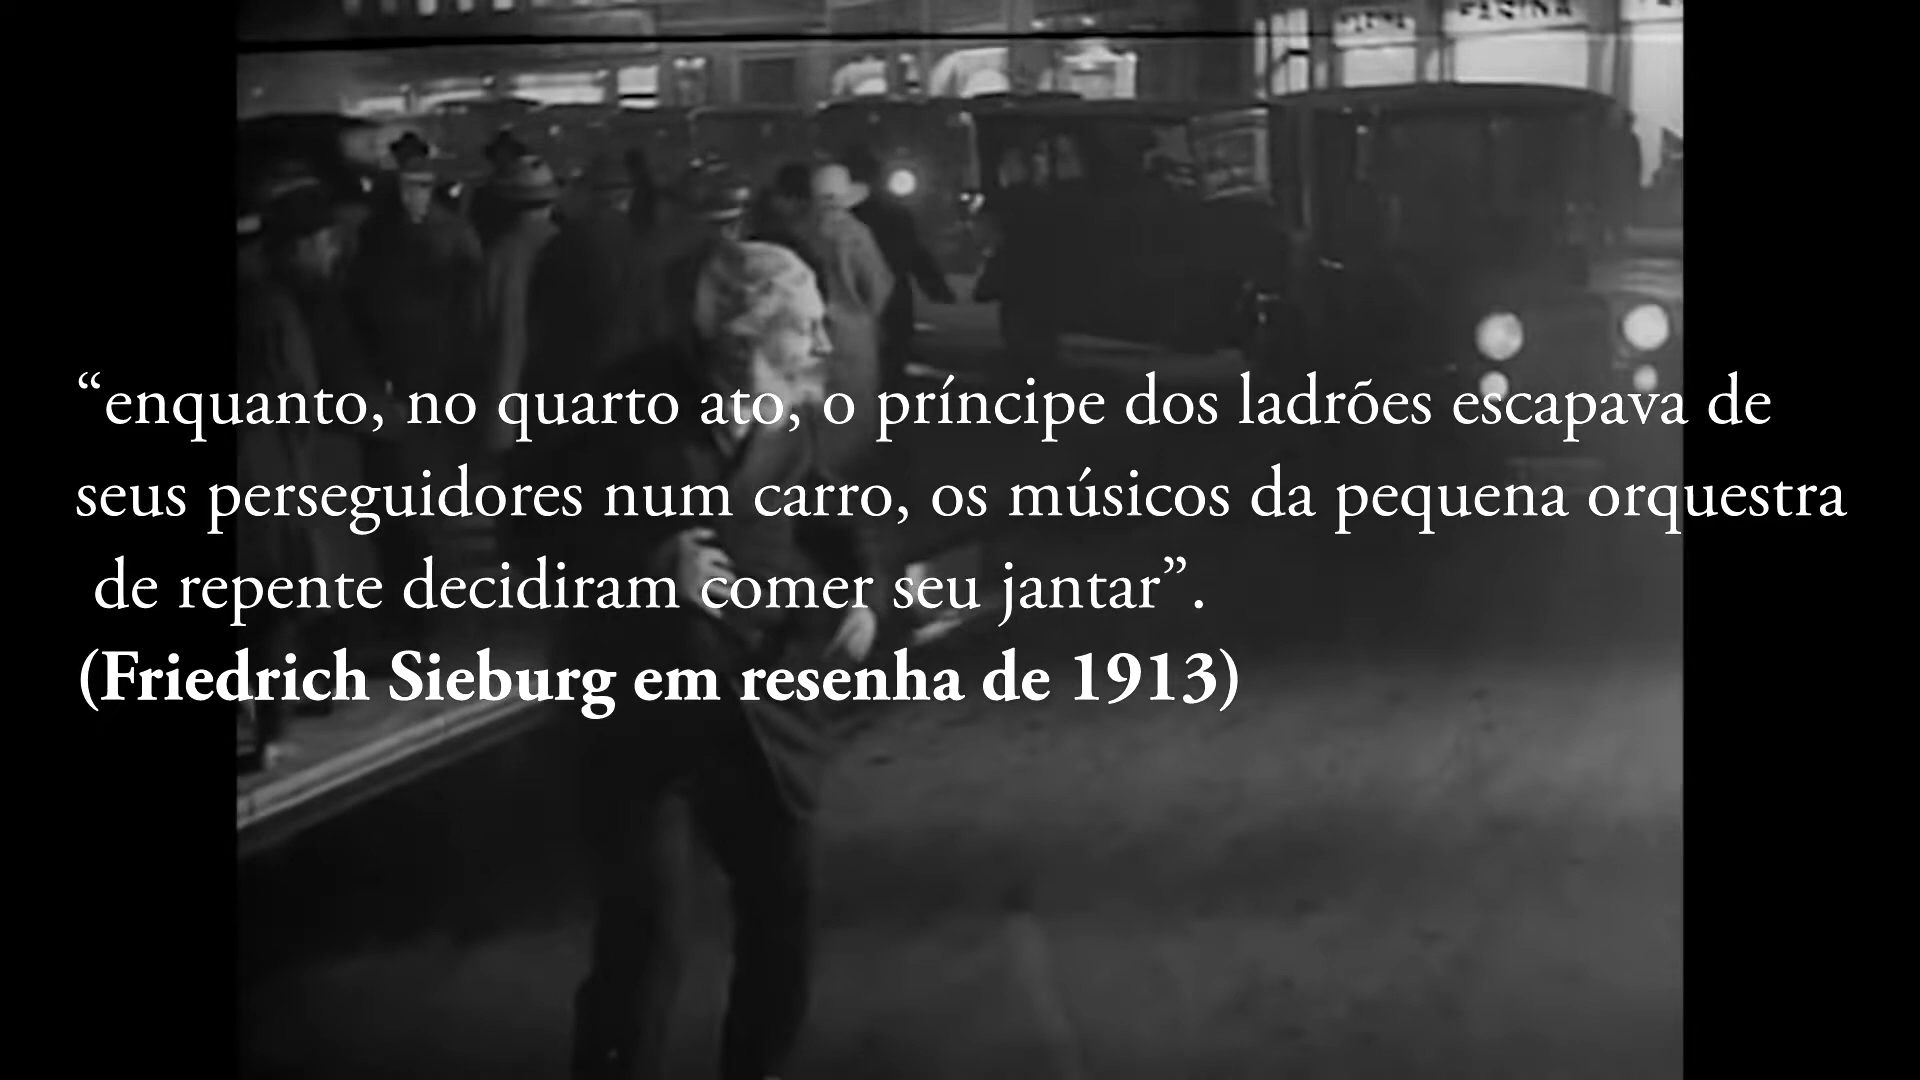 “enquanto, no quarto ato, o príncipe dos ladrões escapava de
seus perseguidores num carro, os músicos da pequena orquestra
de repente decidiram comer seu jantar”.
(Friedrich Sieburg em resenha de 1913)